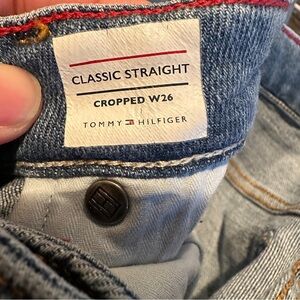 CLASSIC STRAIGHT
CROPPED W26
TOMMY HILFIGER